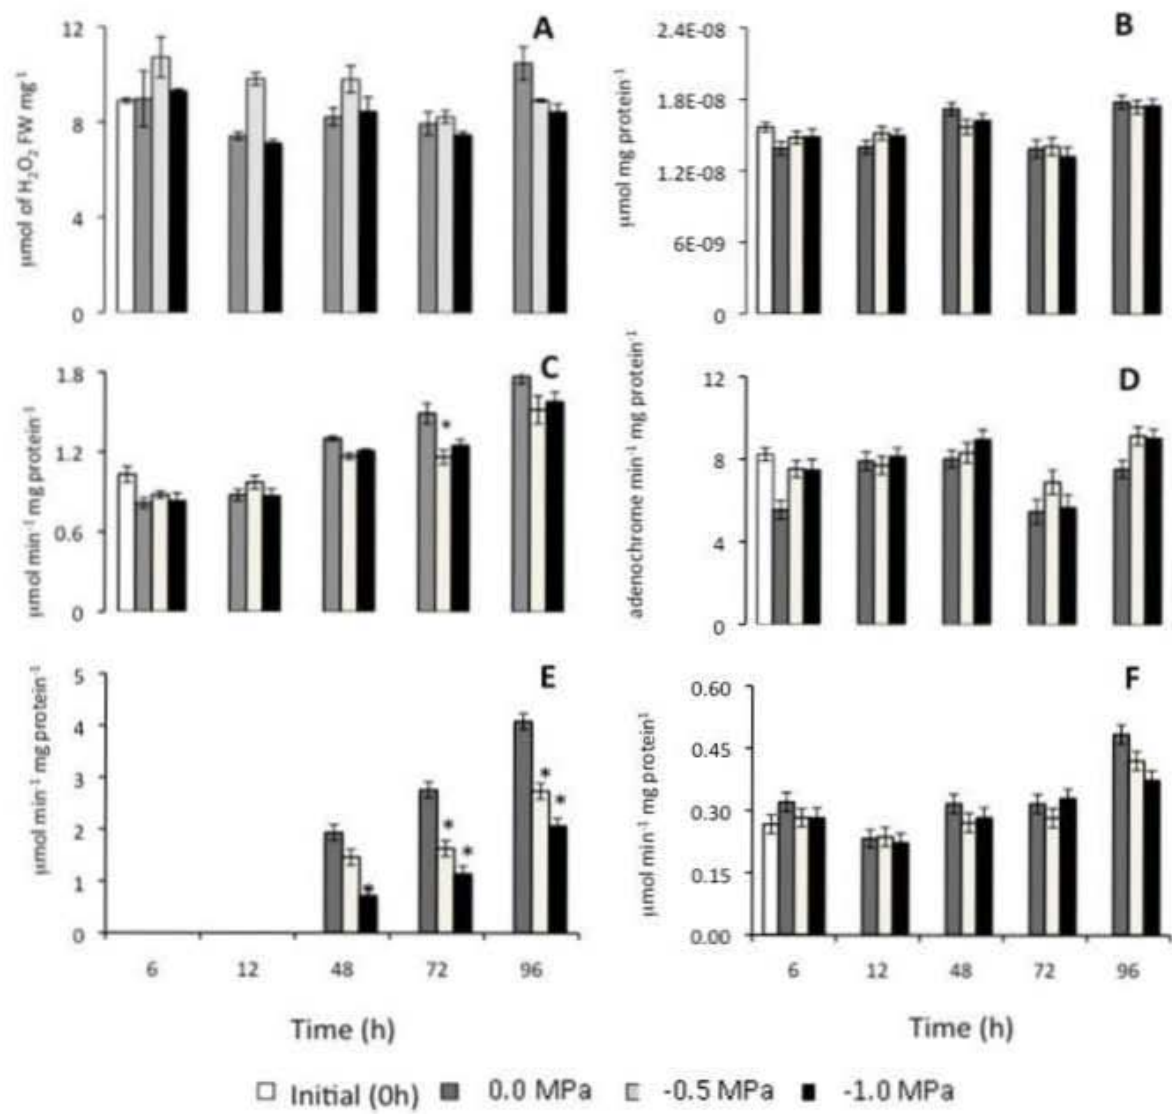 A
12
8
4
0
μmol of H₂O₂ FW mg⁻¹
B
2.4E-08
1.8E-08
1.2E-08
6E-09
0
μmol mg protein⁻¹
C
1.8
1.2
0.6
0
μmol min⁻¹ mg protein⁻¹
*
D
12
8
4
0
adenochrome min⁻¹ mg protein⁻¹
E
5
4
3
2
1
0
μmol min⁻¹ mg protein⁻¹
* * * * *
6 12 48 72 96
Time (h)
F
0.60
0.45
0.30
0.15
0.00
μmol min⁻¹ mg protein¹
6 12 48 72 96
Time (h)
Initial (0h) 0.0 MPa -0.5 MPa -1.0 MPa